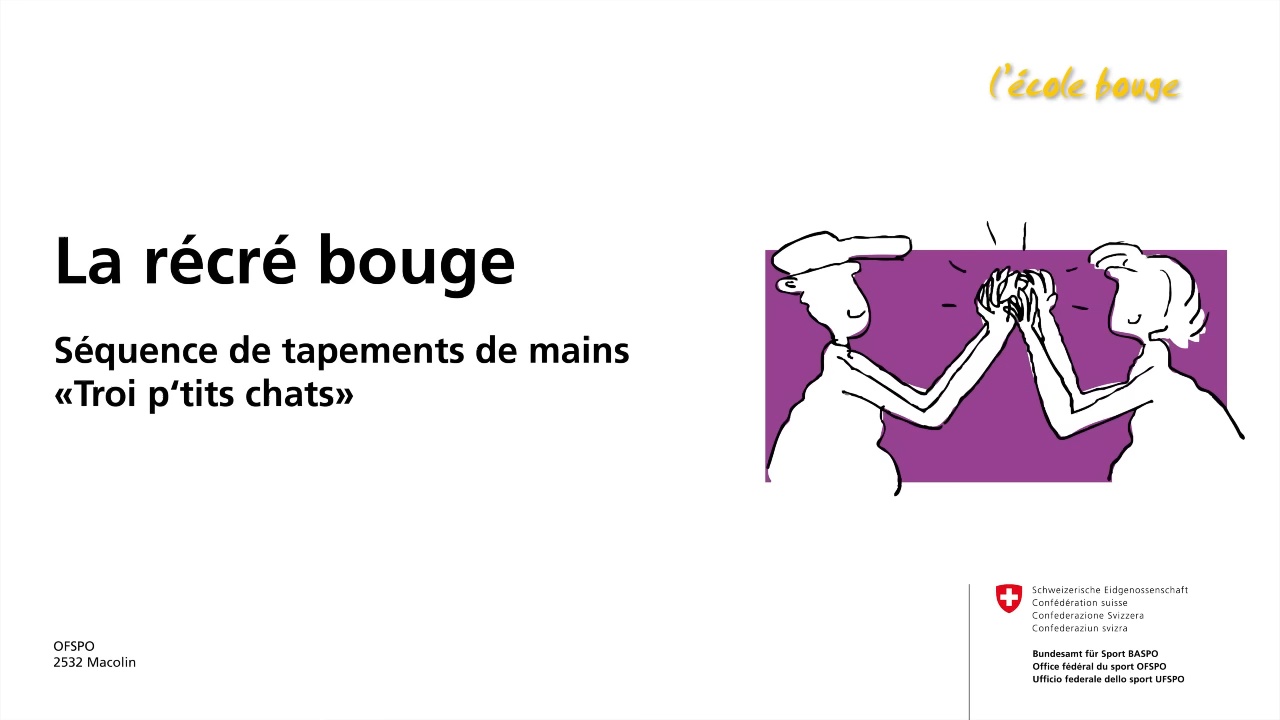 l'école bouge
La récré bouge
Séquence de tapements de mains
«Troi p‘tits chats»
OFSPO
2532 Macolin
Schweizerische Eidgenossenschaft
Confédération suisse
Confederazione Svizzera
Confederaziun svizra
Bundesamt für Sport BASPO
Office fédéral du sport OFSPO
Ufficio federale dello sport UFSPO